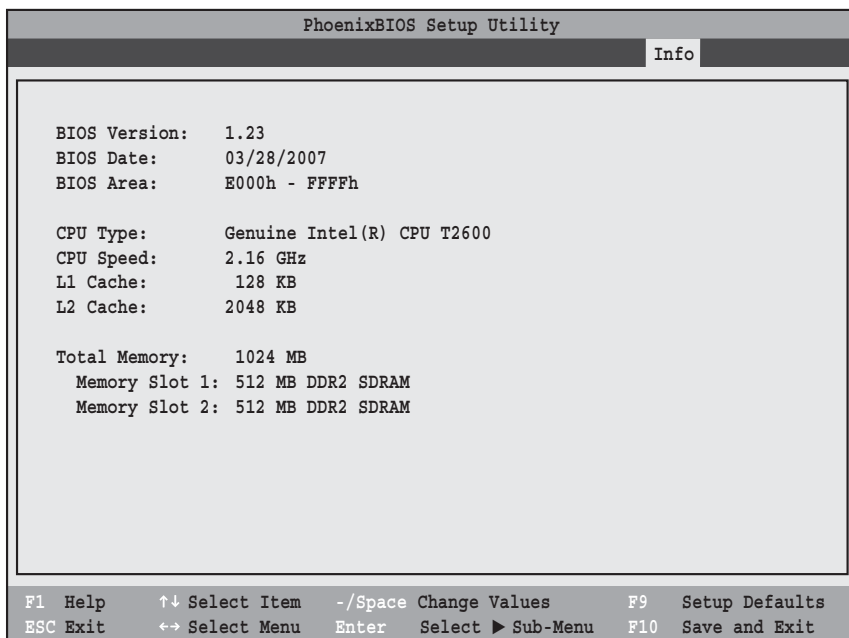 PhoenixBIOS Setup Utility
Info
BIOS Version: 1.23
BIOS Date: 03/28/2007
BIOS Area: E000h - FFFFh
CPU Type: Genuine Intel(R) CPU T2600
CPU Speed: 2.16 GHz
L1 Cache: 128 KB
L2 Cache: 2048 KB
Total Memory: 1024 MB
Memory Slot 1: 512 MB DDR2 SDRAM
Memory Slot 2: 512 MB DDR2 SDRAM
F1 Help ↑↓ Select Item -/Space Change Values F9 Setup Defaults
ESC Exit ←→ Select Menu Enter Select ▶ Sub-Menu F10 Save and Exit